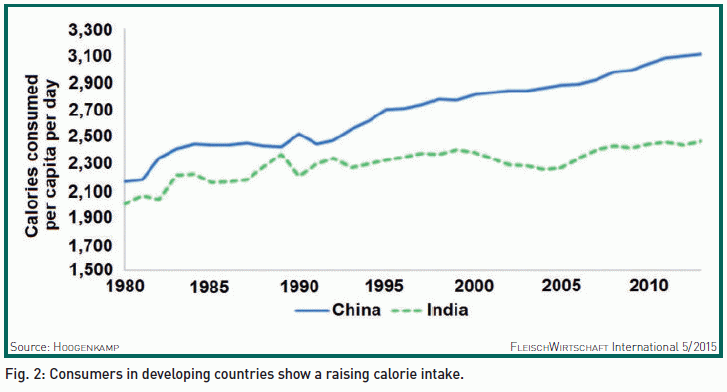 3,300
3,100
2,900
2,700
2,500
2,300
2,100
1,900
1,700
1,500
Calories consumed
per capita per day
1980 1985 1990 1995 2000 2005 2010
China India
Source: HOOGENKAMP FLEISCHWIRTSCHAFT International 5/2015
Fig. 2: Consumers in developing countries show a raising calorie intake.